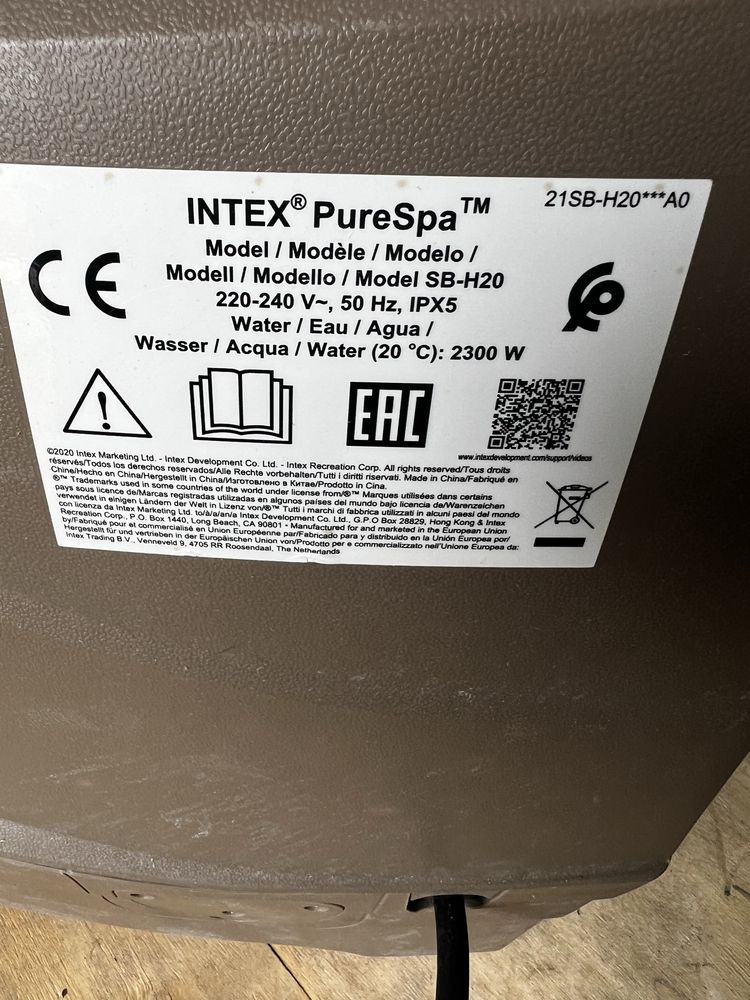 INTEX® PureSpa™
21SB-H20***A0
Model / Modèle / Modelo /
Modell / Modello / Model SB-H20
220-240 V~, 50 Hz, IPX5
Water / Eau / Agua /
Wasser / Acqua / Water (20 °C): 2300 W
CE
EAC
www.intexdevelopment.com/support/videos
©2020 Intex Marketing Ltd. - Intex Development Co. Ltd. - Intex Recreation Corp. All rights reserved/Tous droits
réservés/Todos los derechos reservados/Alle Rechte vorbehalten/Tutti i diritti riservati. Made in China/Fabriqué en
Chine/Hecho en China/Hergestellt in China/Изготовлено в Китае/Prodotto in Cina.
®™ Trademarks used in some countries of the world under license from/®™ Marques utilisées dans certains
pays sous licence de/Marcas registradas utilizadas en algunos países del mundo bajo licencia de/Warenzeichen
verwendet in einigen Ländern der Welt in Lizenz von/®™ Tutti i marchi di fabbrica utilizzati in alcuni paesi del mondo
con licenza da Intex Marketing Ltd. to/à/a/an/a Intex Development Co. Ltd., G.P.O Box 28829, Hong Kong & Intex
Recreation Corp., P.O. Box 1440, Long Beach, CA 90801 • Manufactured for and marketed in the European Union
by/Fabriqué pour et commercialisé en Union Européenne par/Fabricado para y distribuido en la Unión Europea por/
Hergestellt für und vertrieben in der Europäischen Union von/Prodotto per e commercializzato nell'Unione Europea da:
Intex Trading B.V., Venneveld 9, 4705 RR Roosendaal, The Netherlands